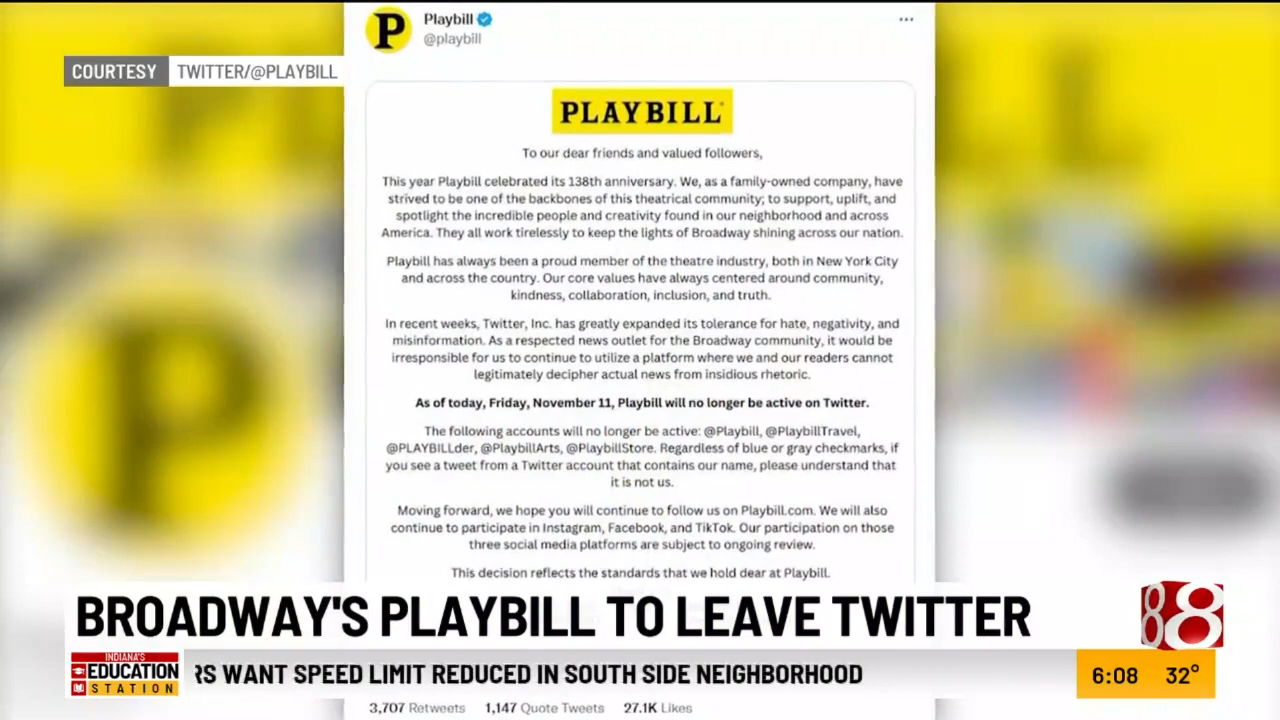 Playbill
@playbill
COURTESY TWITTER/@PLAYBILL
PLAYBILL
To our dear friends and valued followers,
This year Playbill celebrated its 138th anniversary. We, as a family-owned company, have
strived to be one of the backbones of this theatrical community; to support, uplift, and
spotlight the incredible people and creativity found in our neighborhood and across
America. They all work tirelessly to keep the lights of Broadway shining across our nation.
Playbill has always been a proud member of the theatre industry, both in New York City
and across the country. Our core values have always centered around community,
kindness, collaboration, inclusion, and truth.
In recent weeks, Twitter, Inc. has greatly expanded its tolerance for hate, negativity, and
misinformation. As a respected news outlet for the Broadway community, it would be
irresponsible for us to continue to utilize a platform where we and our readers cannot
legitimately decipher actual news from insidious rhetoric.
As of today, Friday, November 11, Playbill will no longer be active on Twitter.
The following accounts will no longer be active: @Playbill, @PlaybillTravel,
@PLAYBILLder, @PlaybillArts, @PlaybillStore. Regardless of blue or gray checkmarks, if
you see a tweet from a Twitter account that contains our name, please understand that
it is not us.
Moving forward, we hope you will continue to follow us on Playbill.com. We will also
continue to participate in Instagram, Facebook, and TikTok. Our participation on those
three social media platforms are subject to ongoing review.
This decision reflects the standards that we hold dear at Playbill.
BROADWAY'S PLAYBILL TO LEAVE TWITTER
88
INDIANA'S
EDUCATION
STATION
RS WANT SPEED LIMIT REDUCED IN SOUTH SIDE NEIGHBORHOOD
6:08 32°
3,707 Retweets 1,147 Quote Tweets 27.1K Likes